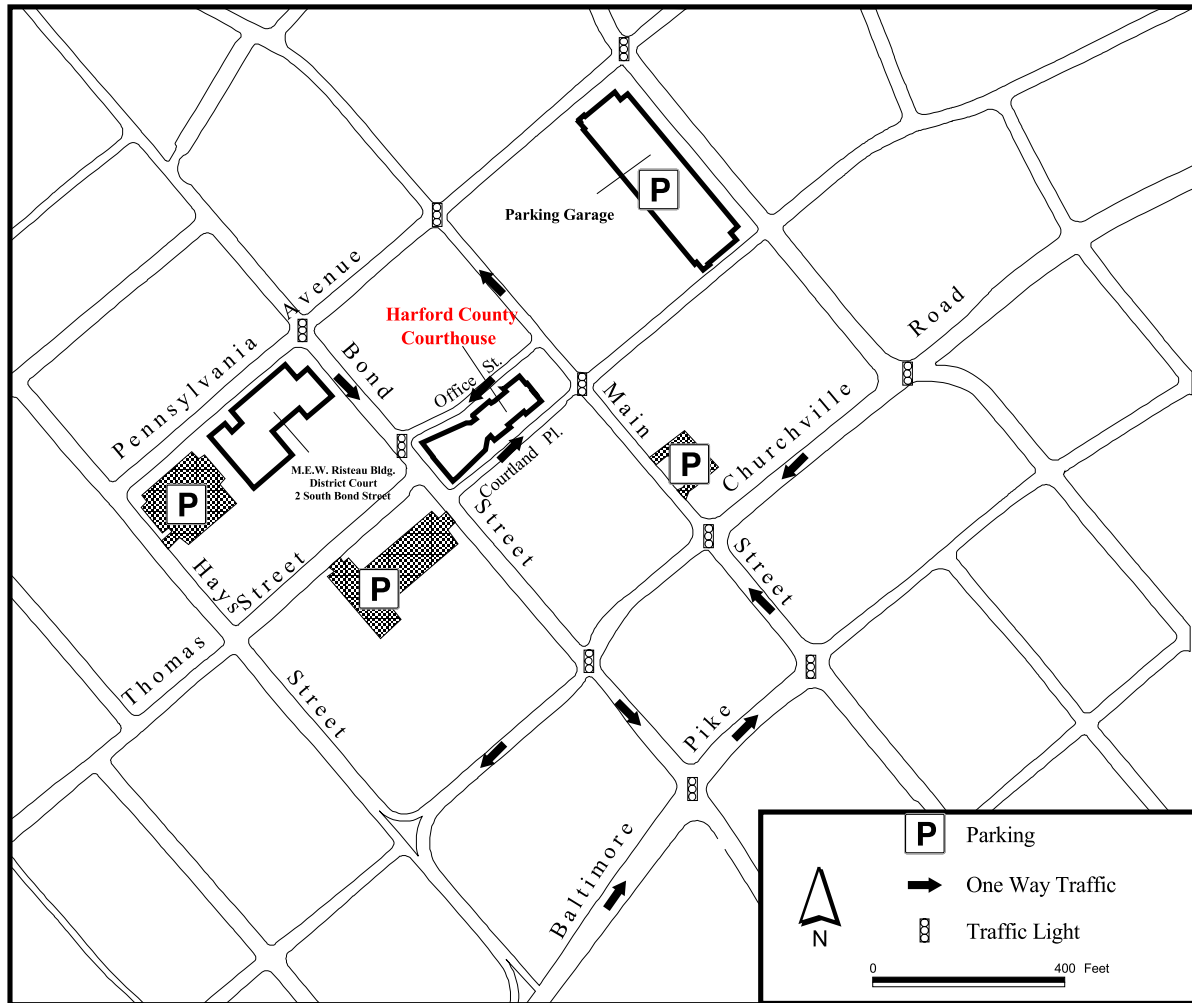 P
Parking Garage
Pennsylvania Avenue
Harford County
Courthouse
Office St.
Bond
Street
Courtland Pl.
Main
Street
Churchville
Road
M.E.W. Risteau Bldg.
District Court
2 South Bond Street
P
P
P
Hays
Street
Thomas
Street
Baltimore
Pike
P Parking
One Way Traffic
Traffic Light
N
0 400 Feet